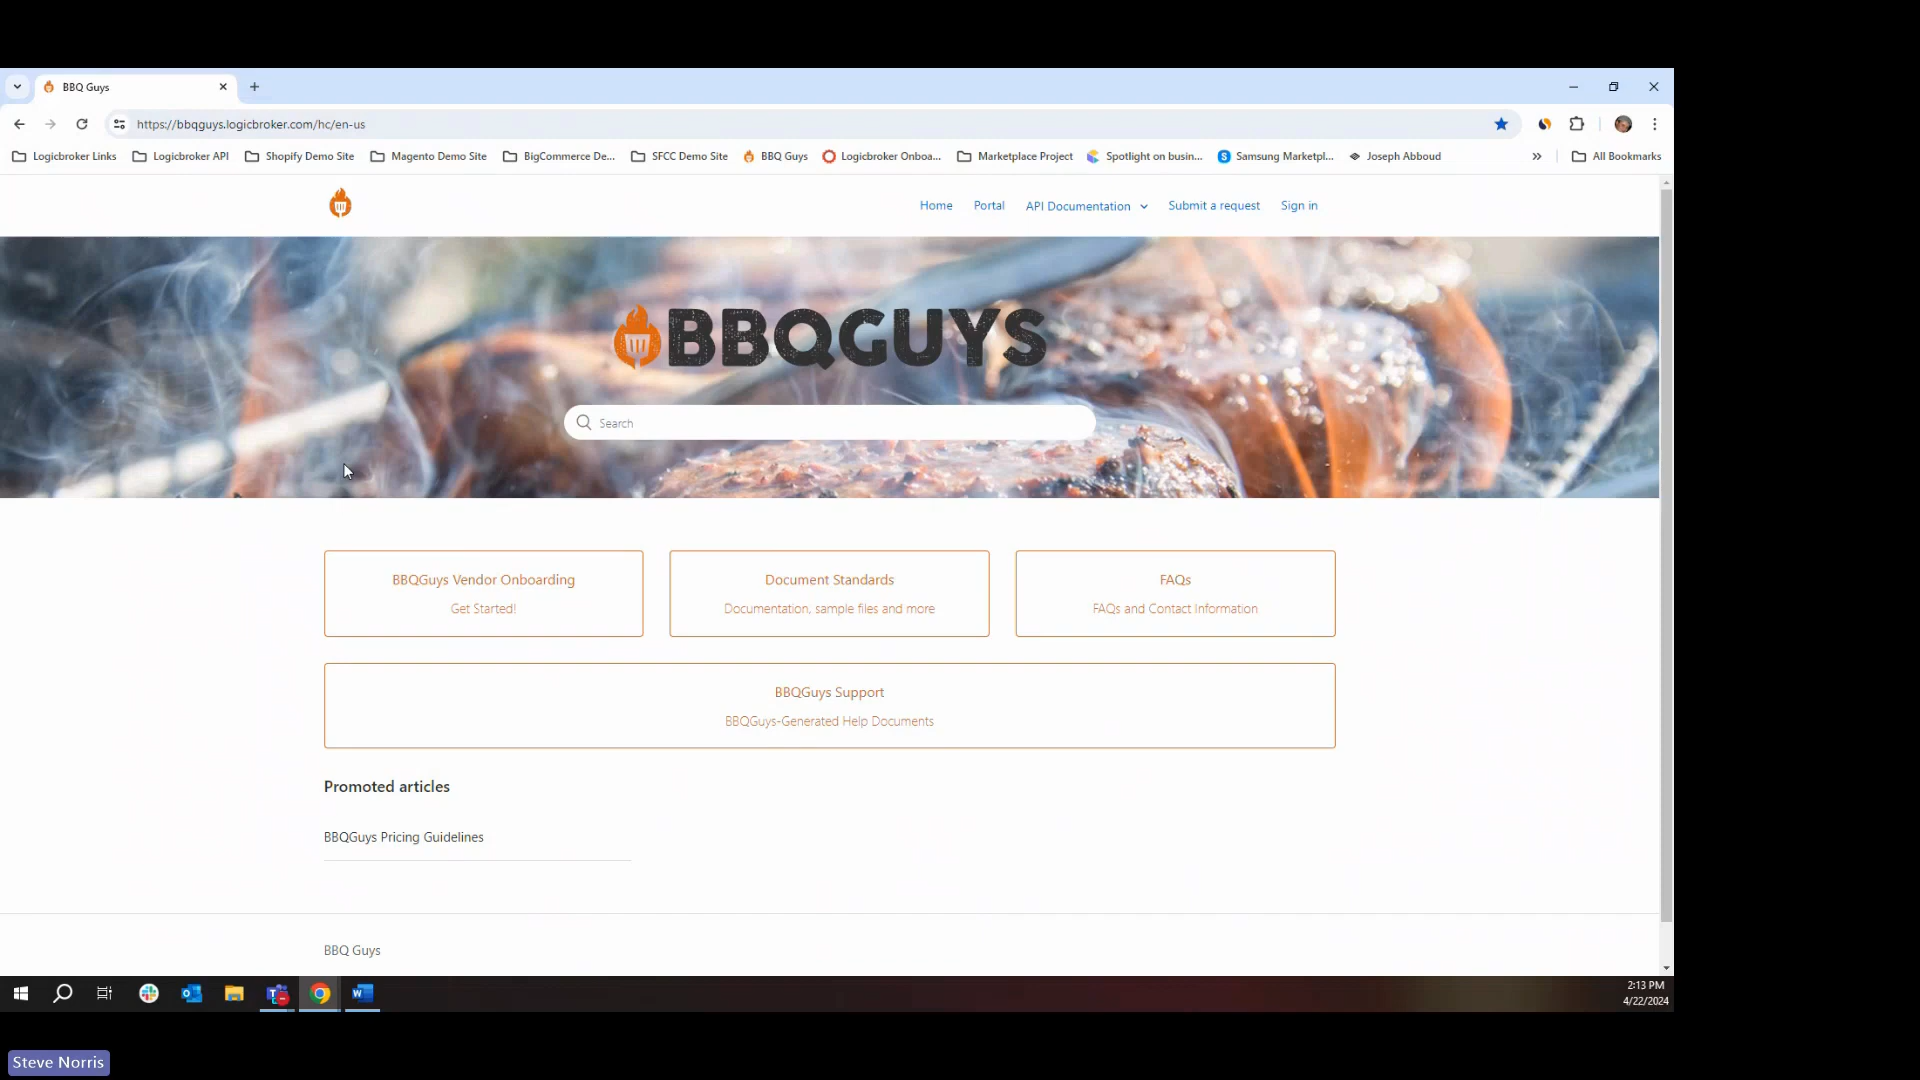 BBQ Guys
https://bbqguys.logicbroker.com/hc/en-us
Logicbroker Links
Logicbroker API
Shopify Demo Site
Magento Demo Site
BigCommerce De...
SFCC Demo Site
BBQ Guys
Logicbroker Onboa...
Marketplace Project
Spotlight on busin...
Samsung Marketpl...
Joseph Abboud
»
All Bookmarks
Home
Portal
API Documentation
Submit a request
Sign in
BBQGUYS
Search
BBQGuys Vendor Onboarding
Get Started!
Document Standards
Documentation, sample files and more
FAQs
FAQs and Contact Information
BBQGuys Support
BBQGuys-Generated Help Documents
Promoted articles
BBQGuys Pricing Guidelines
BBQ Guys
2:13 PM
4/22/2024
Steve Norris